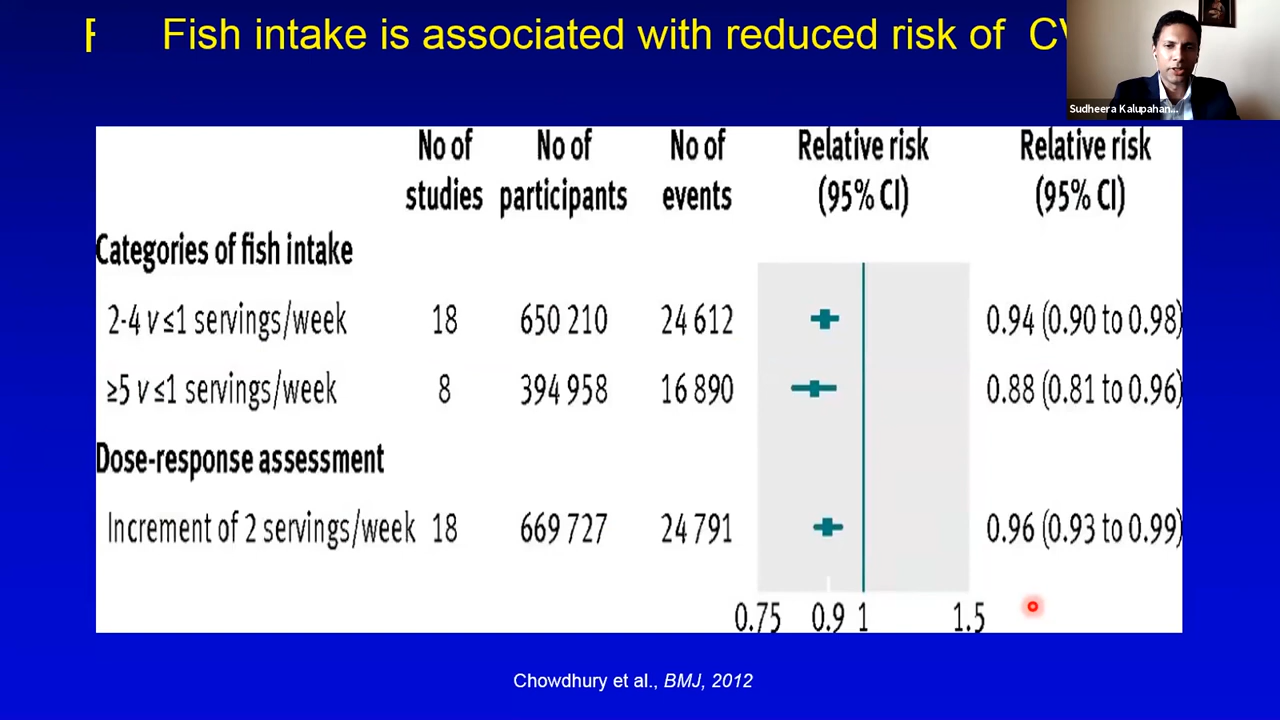 F Fish intake is associated with reduced risk of CV
Sudheera Kalupahan...
No of studies No of participants No of events Relative risk (95% CI) Relative risk (95% CI)
Categories of fish intake
2-4 v ≤1 servings/week 18 650 210 24 612 0.94 (0.90 to 0.98)
≥5 v ≤1 servings/week 8 394 958 16 890 0.88 (0.81 to 0.96)
Dose-response assessment
Increment of 2 servings/week 18 669 727 24 791 0.96 (0.93 to 0.99)
0.75 0.9 1 1.5
Chowdhury et al., BMJ, 2012